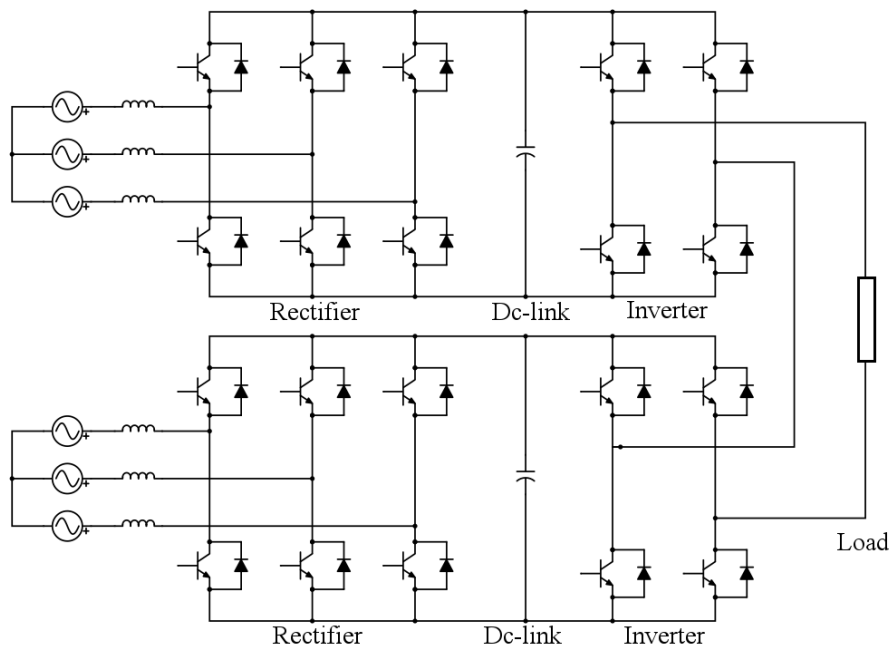 Rectifier
Dc-link
Inverter
Load
Rectifier
Dc-link
Inverter